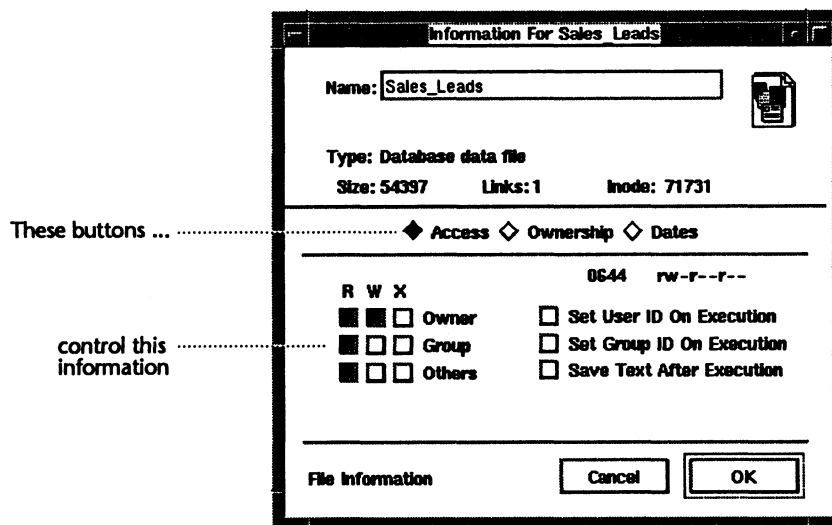 Information For Sales_Leads
Name: Sales_Leads
Type: Database data file
Size: 54397 Links: 1 Inode: 71731
These buttons ...
Access Ownership Dates
0644 rw-r--r--
R W X
Owner
Set User ID On Execution
control this
information
Group
Set Group ID On Execution
Others
Save Text After Execution
File Information
Cancel
OK